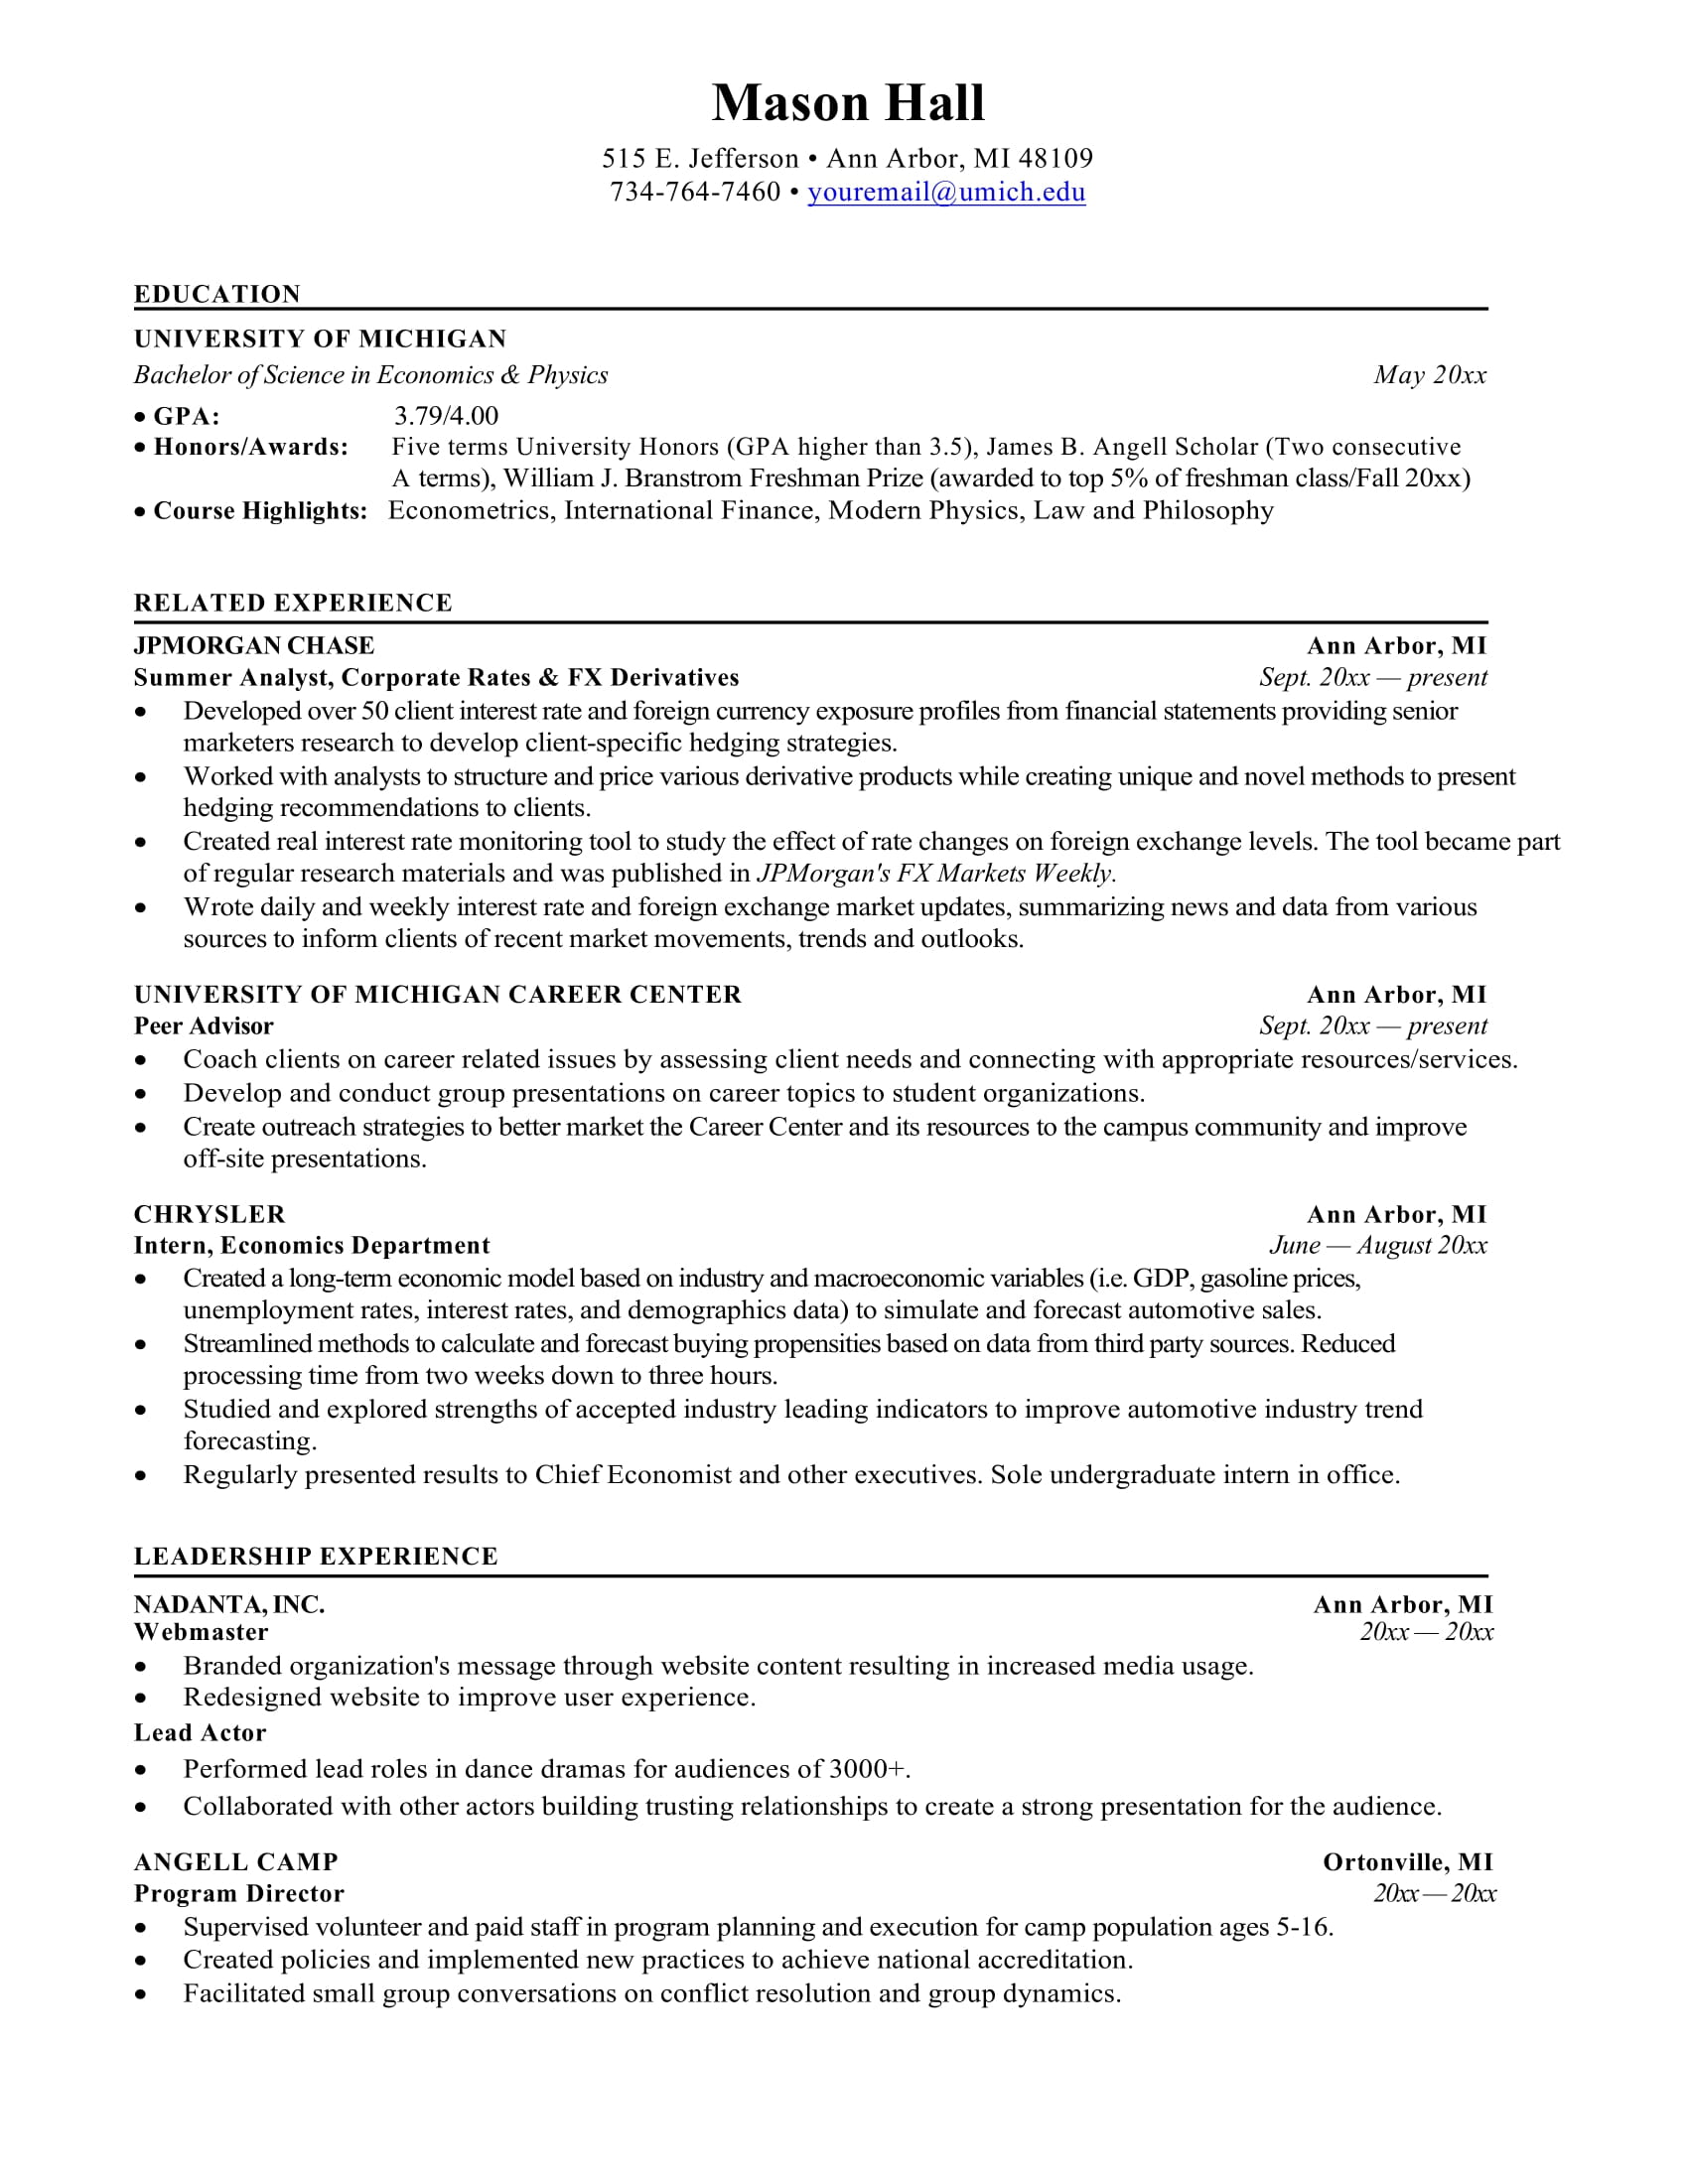 Mason Hall
515 E. Jefferson • Ann Arbor, MI 48109
734-764-7460 • youremail@umich.edu
EDUCATION
UNIVERSITY OF MICHIGAN
Bachelor of Science in Economics & Physics May 20xx
• GPA: 3.79/4.00
• Honors/Awards: Five terms University Honors (GPA higher than 3.5), James B. Angell Scholar (Two consecutive
A terms), William J. Branstrom Freshman Prize (awarded to top 5% of freshman class/Fall 20xx)
• Course Highlights: Econometrics, International Finance, Modern Physics, Law and Philosophy
RELATED EXPERIENCE
JPMORGAN CHASE Ann Arbor, MI
Summer Analyst, Corporate Rates & FX Derivatives Sept. 20xx — present
• Developed over 50 client interest rate and foreign currency exposure profiles from financial statements providing senior
marketers research to develop client-specific hedging strategies.
• Worked with analysts to structure and price various derivative products while creating unique and novel methods to present
hedging recommendations to clients.
• Created real interest rate monitoring tool to study the effect of rate changes on foreign exchange levels. The tool became part
of regular research materials and was published in JPMorgan's FX Markets Weekly.
• Wrote daily and weekly interest rate and foreign exchange market updates, summarizing news and data from various
sources to inform clients of recent market movements, trends and outlooks.
UNIVERSITY OF MICHIGAN CAREER CENTER Ann Arbor, MI
Peer Advisor Sept. 20xx — present
• Coach clients on career related issues by assessing client needs and connecting with appropriate resources/services.
• Develop and conduct group presentations on career topics to student organizations.
• Create outreach strategies to better market the Career Center and its resources to the campus community and improve
off-site presentations.
CHRYSLER Ann Arbor, MI
Intern, Economics Department June — August 20xx
• Created a long-term economic model based on industry and macroeconomic variables (i.e. GDP, gasoline prices,
unemployment rates, interest rates, and demographics data) to simulate and forecast automotive sales.
• Streamlined methods to calculate and forecast buying propensities based on data from third party sources. Reduced
processing time from two weeks down to three hours.
• Studied and explored strengths of accepted industry leading indicators to improve automotive industry trend
forecasting.
• Regularly presented results to Chief Economist and other executives. Sole undergraduate intern in office.
LEADERSHIP EXPERIENCE
NADANTA, INC. Ann Arbor, MI
Webmaster 20xx — 20xx
• Branded organization's message through website content resulting in increased media usage.
• Redesigned website to improve user experience.
Lead Actor
• Performed lead roles in dance dramas for audiences of 3000+.
• Collaborated with other actors building trusting relationships to create a strong presentation for the audience.
ANGELL CAMP Ortonville, MI
Program Director 20xx — 20xx
• Supervised volunteer and paid staff in program planning and execution for camp population ages 5-16.
• Created policies and implemented new practices to achieve national accreditation.
• Facilitated small group conversations on conflict resolution and group dynamics.